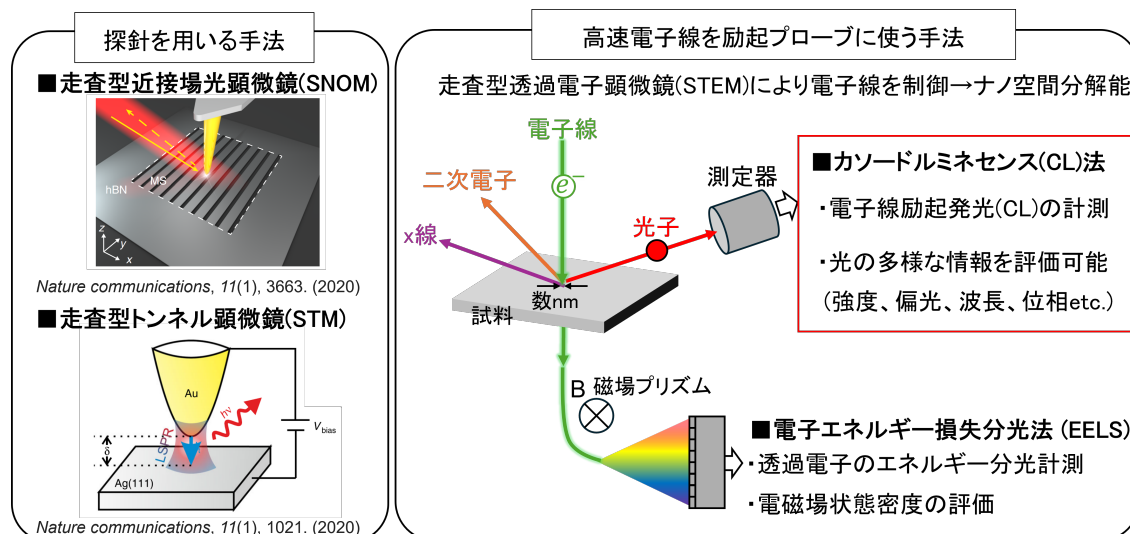 探針を用いる手法
■走査型近接場光顕微鏡(SNOM)
hBN
MS
z
y
x
Nature communications, 11(1), 3663. (2020)
■走査型トンネル顕微鏡(STM)
Au
hν
Vbias
δ
LSPR
Ag(111)
Nature communications, 11(1), 1021. (2020)
高速電子線を励起プローブに使う手法
走査型透過電子顕微鏡(STEM)により電子線を制御→ナノ空間分解能
電子線
e⁻
二次電子
x線
光子
測定器
数nm
試料
B 磁場プリズム
■カソードルミネセンス(CL)法
・電子線励起発光(CL)の計測
・光の多様な情報を評価可能
(強度、偏光、波長、位相etc.)
■電子エネルギー損失分光法 (EELS)
・透過電子のエネルギー分光計測
・電磁場状態密度の評価